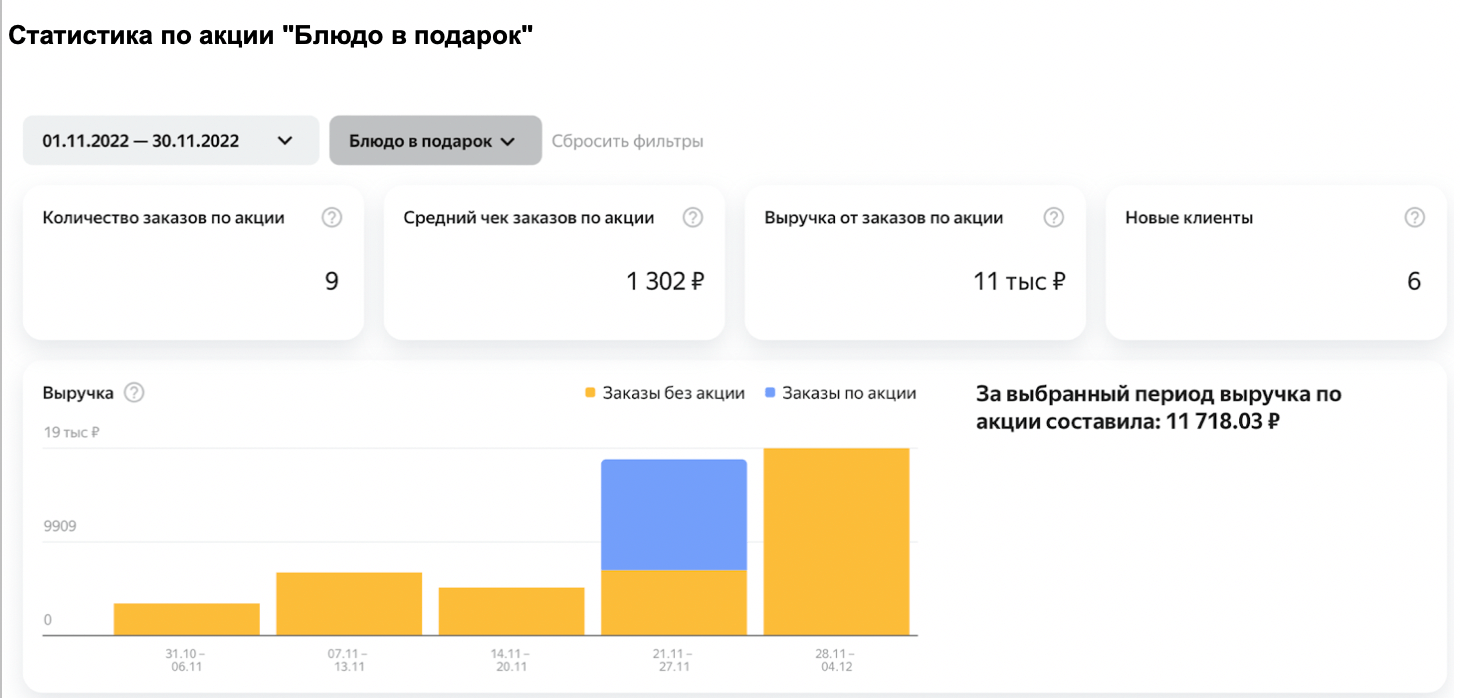 Статистика по акции "Блюдо в подарок"
01.11.2022 — 30.11.2022
Блюдо в подарок
Сбросить фильтры
Количество заказов по акции
?
9
Средний чек заказов по акции
?
1 302 ₽
Выручка от заказов по акции
?
11 тыс ₽
Новые клиенты
?
6
Выручка
?
Заказы без акции
Заказы по акции
19 тыс ₽
9909
0
31.10 –
06.11
07.11 –
13.11
14.11 –
20.11
21.11 –
27.11
28.11 –
04.12
За выбранный период выручка по
акции составила: 11 718.03 ₽